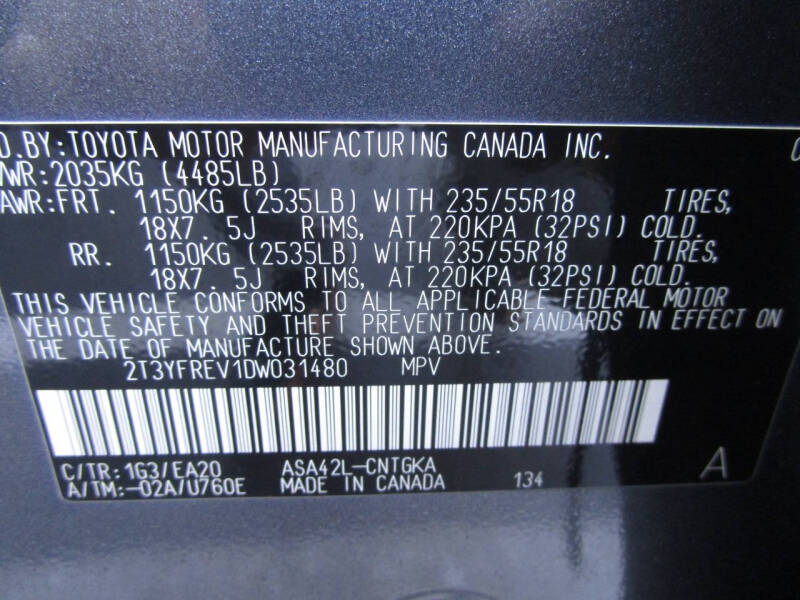 D.BY:TOYOTA MOTOR MANUFACTURING CANADA INC.
WR:2035KG (4485LB)
AWR:FRT. 1150KG (2535LB) WITH 235/55R18 TIRES,
18X7. 5J RIMS, AT 220KPA (32PSI) COLD.
RR. 1150KG (2535LB) WITH 235/55R18 TIRES,
18X7. 5J RIMS, AT 220KPA (32PSI) COLD.
THIS VEHICLE CONFORMS TO ALL APPLICABLE FEDERAL MOTOR
VEHICLE SAFETY AND THEFT PREVENTION STANDARDS IN EFFECT ON
THE DATE OF MANUFACTURE SHOWN ABOVE.
2T3YFREV1DW031480 MPV
C/TR:1G3/EA20 ASA42L-CNTGKA A
A/TM:-02A/U760E MADE IN CANADA 134